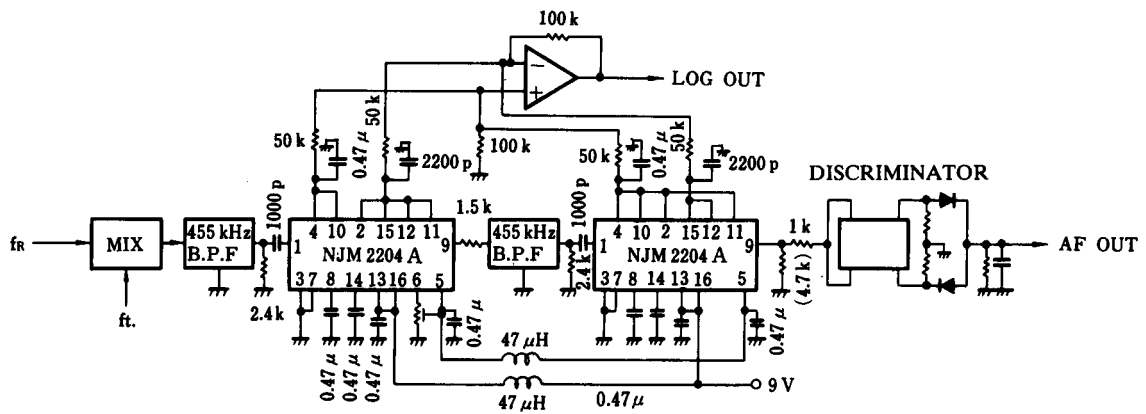 100 k
LOG OUT
50 k
50 k
0.47 μ
2200 p
100 k
50 k
0.47 μ
50 k
2200 p
DISCRIMINATOR
fR
MIX
ft.
455 kHz
B.P.F
1000 p
2.4 k
4 10 2 15 12 11
1 NJM 2204 A 9
3 7 8 14 13 16 6 5
1.5 k
455 kHz
B.P.F
1000 p
2.4 k
4 10 2 15 12 11
1 NJM 2204 A 9
3 7 8 14 13 16 5
1 k
(4.7 k)
AF OUT
0.47 μ
0.47 μ
0.47 μ
0.47 μ
0.47 μ
47 μH
47 μH
0.47 μ
9 V